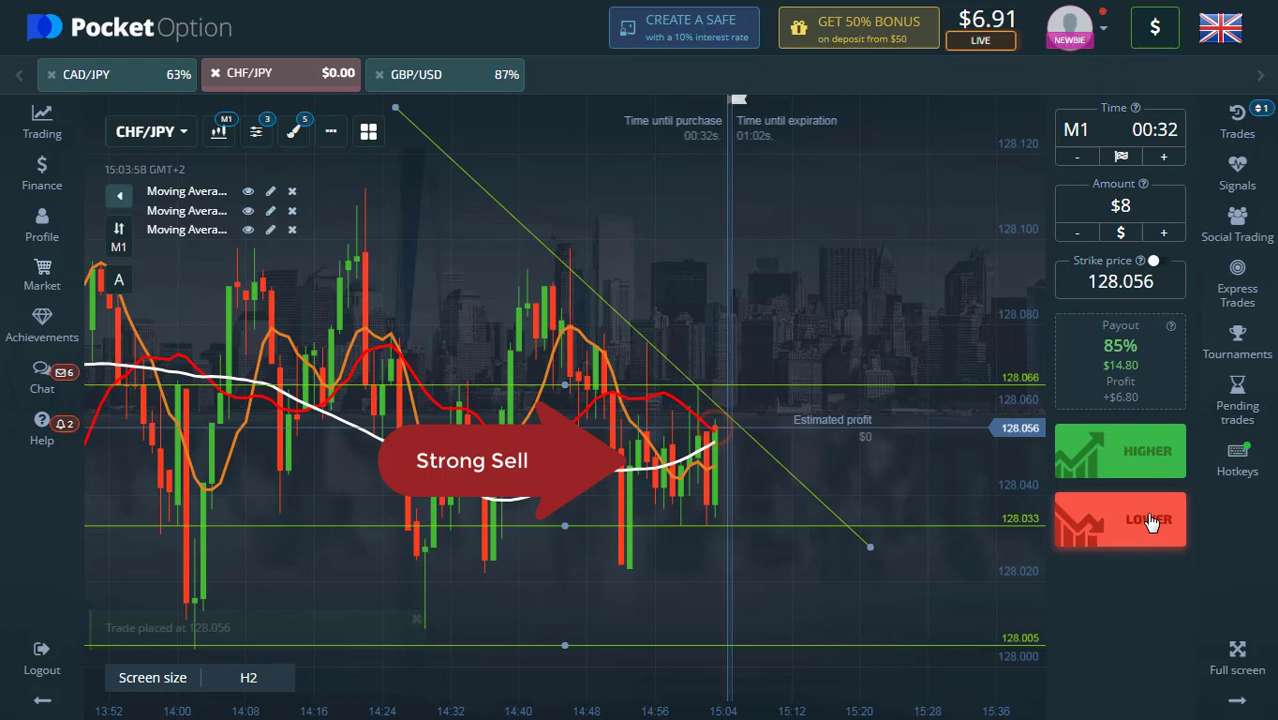 PocketOption
CREATE A SAFE
with a 10% interest rate
GET 50% BONUS
on deposit from $50
$6.91
LIVE
NEWBIE
$
CAD/JPY 63%
CHF/JPY $0.00
GBP/USD 87%
Trading
Finance
Profile
Market
Achievements
Chat
6
Help
2
Logout
CHF/JPY
M1
3
5
15:03:58 GMT+2
Moving Avera...
Moving Avera...
Moving Avera...
M1
A
Time until purchase
00:32s.
Time until expiration
01:02s.
128.120
128.100
128.080
128.066
128.060
128.056
128.040
128.033
128.020
128.005
128.000
Estimated profit
$0
Strong Sell
Trade placed at 128.056
Screen size H2
13:52 14:00 14:08 14:16 14:24 14:32 14:40 14:48 14:56 15:04 15:12 15:20 15:28 15:36
Time
M1 00:32
- +
Amount
$8
- $ +
Strike price
128.056
Payout
85%
$14.80
Profit
+$6.80
HIGHER
LOWER
1
Trades
Signals
Social Trading
Express
Trades
Tournaments
Pending
trades
Hotkeys
Full screen